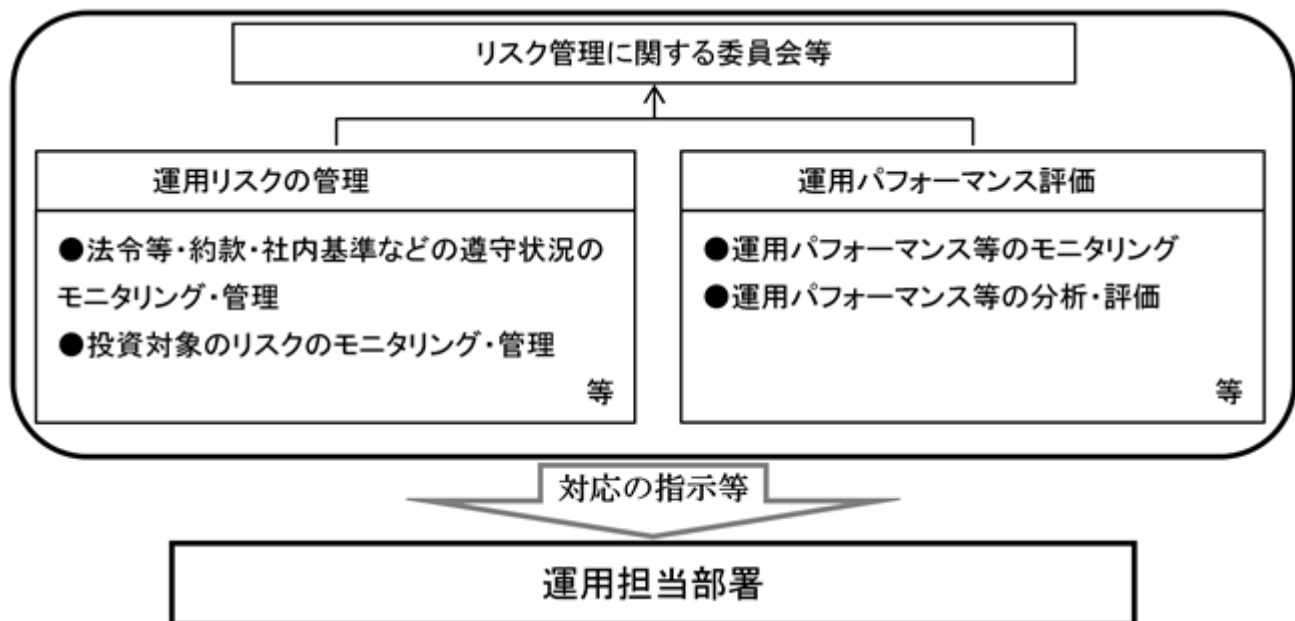 リスク管理に関する委員会等
運用リスクの管理
●法令等・約款・社内基準などの遵守状況の
モニタリング・管理
●投資対象のリスクのモニタリング・管理
等
運用パフォーマンス評価
●運用パフォーマンス等のモニタリング
●運用パフォーマンス等の分析・評価
等
対応の指示等
運用担当部署